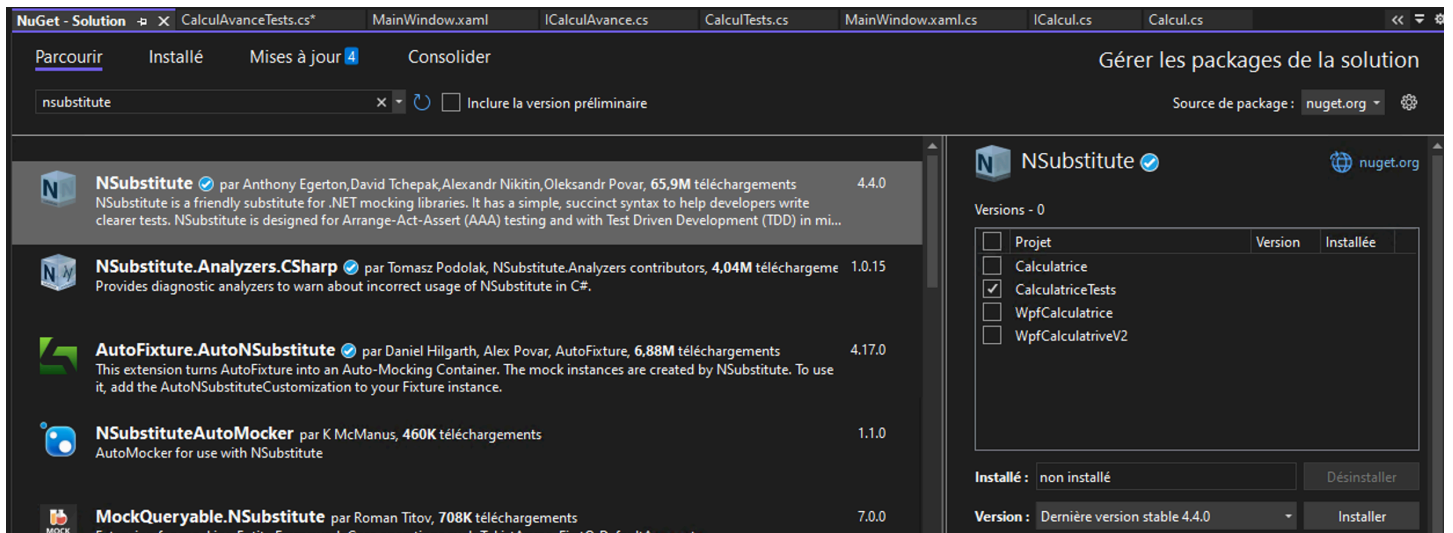 NuGet - Solution CalculAvanceTests.cs* MainWindow.xaml ICalculAvance.cs CalculTests.cs MainWindow.xaml.cs ICalcul.cs Calcul.cs
Parcourir Installé Mises à jour 4 Consolider
Gérer les packages de la solution
nsubstitute
Inclure la version préliminaire
Source de package : nuget.org
NSubstitute par Anthony Egerton,David Tchepak,Alexandr Nikitin,Oleksandr Povar, 65,9M téléchargements 4.4.0
NSubstitute is a friendly substitute for .NET mocking libraries. It has a simple, succinct syntax to help developers write
clearer tests. NSubstitute is designed for Arrange-Act-Assert (AAA) testing and with Test Driven Development (TDD) in mi...
NSubstitute.Analyzers.CSharp par Tomasz Podolak, NSubstitute.Analyzers contributors, 4,04M téléchargeme 1.0.15
Provides diagnostic analyzers to warn about incorrect usage of NSubstitute in C#.
AutoFixture.AutoNSubstitute par Daniel Hilgarth, Alex Povar, AutoFixture, 6,88M téléchargements 4.17.0
This extension turns AutoFixture into an Auto-Mocking Container. The mock instances are created by NSubstitute. To use
it, add the AutoNSubstituteCustomization to your Fixture instance.
NSubstituteAutoMocker par K McManus, 460K téléchargements 1.1.0
AutoMocker for use with NSubstitute
MockQueryable.NSubstitute par Roman Titov, 708K téléchargements 7.0.0
MOCK
NSubstitute
nuget.org
Versions - 0
Projet Version Installée
Calculatrice
CalculatriceTests
WpfCalculatrice
WpfCalculatriveV2
Installé : non installé Désinstaller
Version : Dernière version stable 4.4.0 Installer